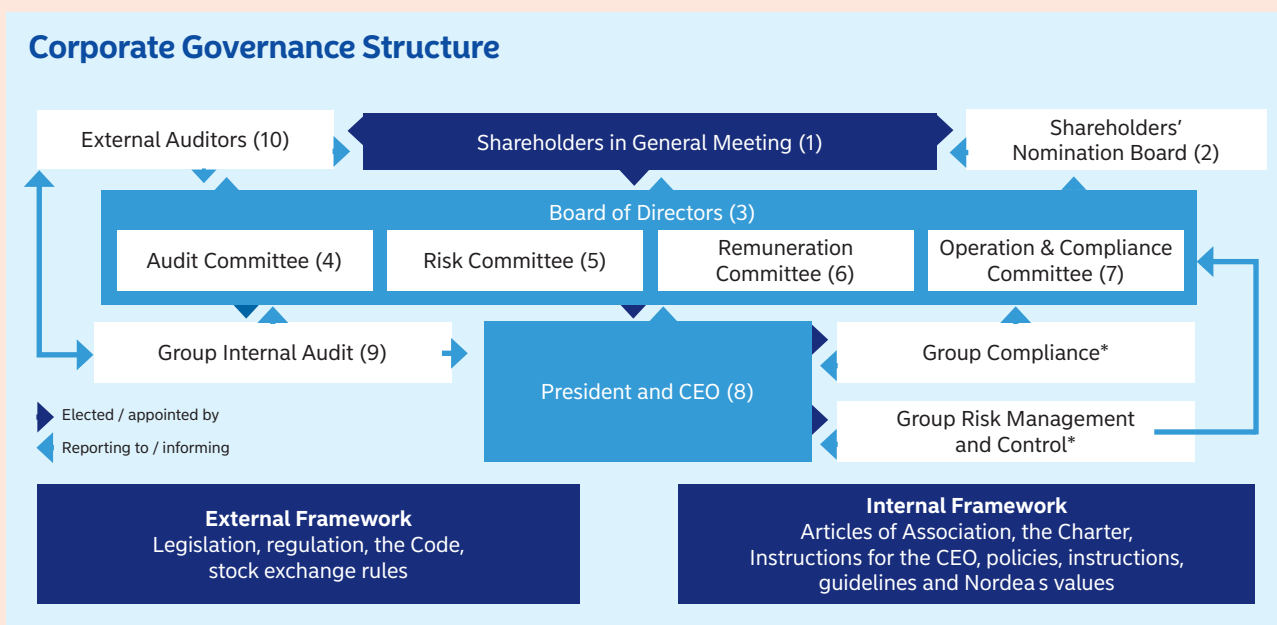 Corporate Governance Structure
External Auditors (10)
Shareholders in General Meeting (1)
Shareholders'
Nomination Board (2)
Board of Directors (3)
Audit Committee (4)
Risk Committee (5)
Remuneration
Committee (6)
Operation & Compliance
Committee (7)
Group Internal Audit (9)
President and CEO (8)
Group Compliance*
Group Risk Management
and Control*
Elected / appointed by
Reporting to / informing
External Framework
Legislation, regulation, the Code,
stock exchange rules
Internal Framework
Articles of Association, the Charter,
Instructions for the CEO, policies, instructions,
guidelines and Nordea s values